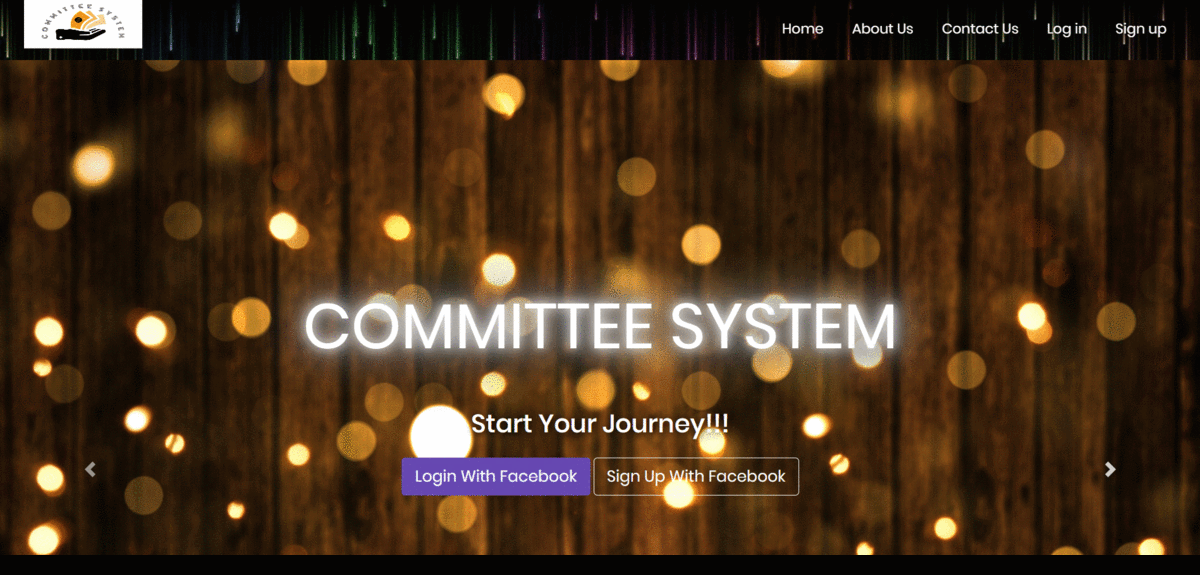 COMMITTEE SYSTEM
Home About Us Contact Us Log in Sign up
COMMITTEE SYSTEM
Start Your Journey!!!
Login With Facebook Sign Up With Facebook